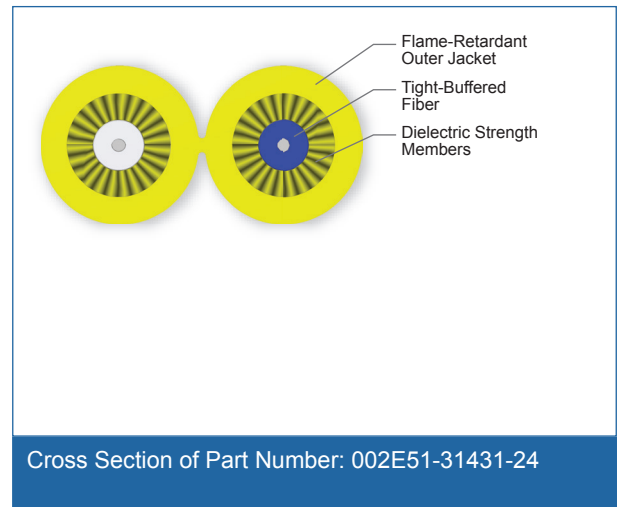 Flame-Retardant
Outer Jacket
Tight-Buffered
Fiber
Dielectric Strength
Members
Cross Section of Part Number: 002E51-31431-24